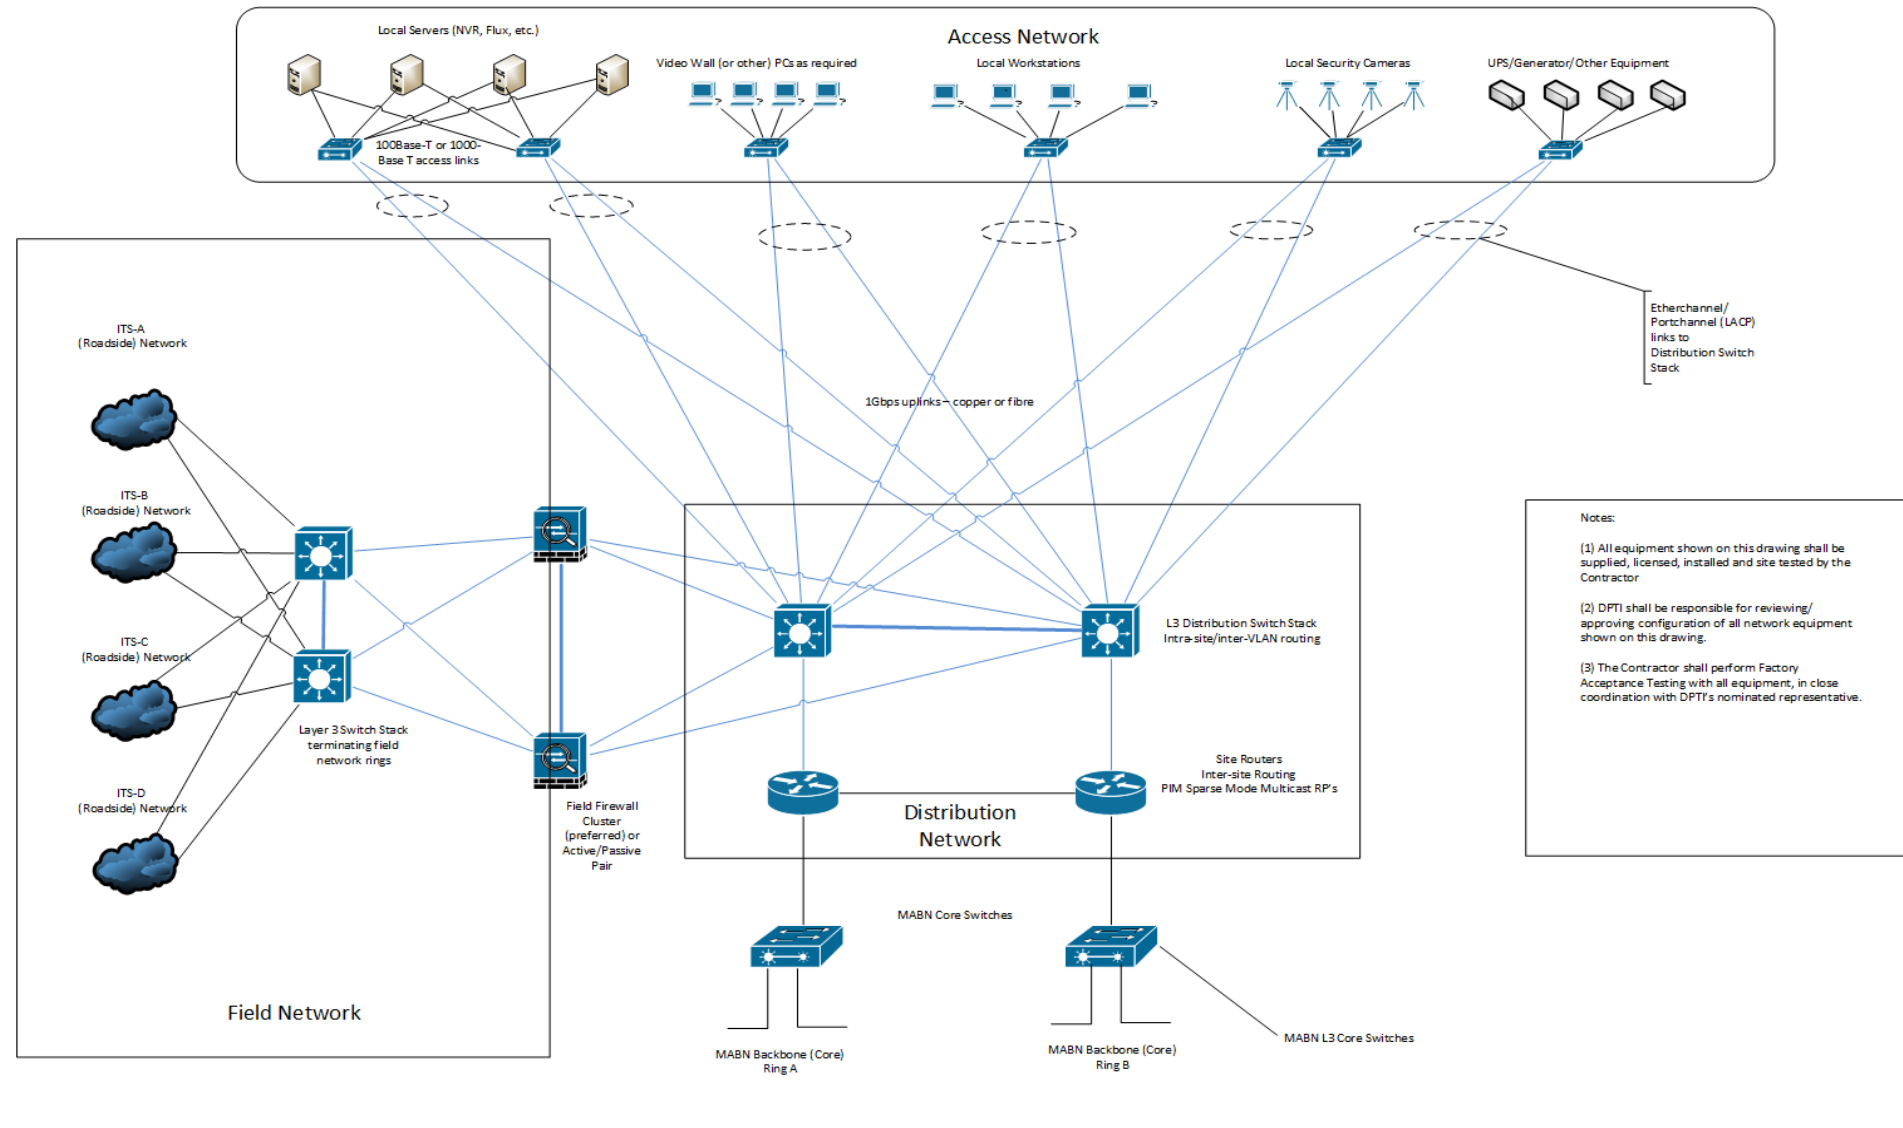 Access Network
Local Servers (NVR, Flux, etc.)
Video Wall (or other) PCs as required
Local Workstations
Local Security Cameras
UPS/Generator/Other Equipment
100Base-T or 1000-
Base T access links
Etherchannel/
Portchannel (LACP)
links to
Distribution Switch
Stack
1Gbps uplinks – copper or fibre
ITS-A
(Roadside) Network
ITS-B
(Roadside) Network
ITS-C
(Roadside) Network
ITS-D
(Roadside) Network
Layer 3 Switch Stack
terminating field
network rings
Field Firewall
Cluster
(preferred) or
Active/Passive
Pair
Field Network
L3 Distribution Switch Stack
Intra-site/inter-VLAN routing
Site Routers
Inter-site Routing
PIM Sparse Mode Multicast RP's
Distribution
Network
MABN Core Switches
MABN Backbone (Core)
Ring A
MABN Backbone (Core)
Ring B
MABN L3 Core Switches
Notes:
(1) All equipment shown on this drawing shall be
supplied, licensed, installed and site tested by the
Contractor
(2) DPTI shall be responsible for reviewing/
approving configuration of all network equipment
shown on this drawing.
(3) The Contractor shall perform Factory
Acceptance Testing with all equipment, in close
coordination with DPTI's nominated representative.